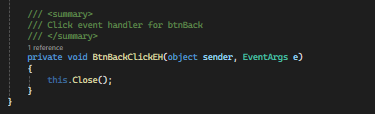 /// <summary>
/// Click event handler for btnBack
/// </summary>
1 reference
private void BtnBackClickEH(object sender, EventArgs e)
{
this.Close();
}
}